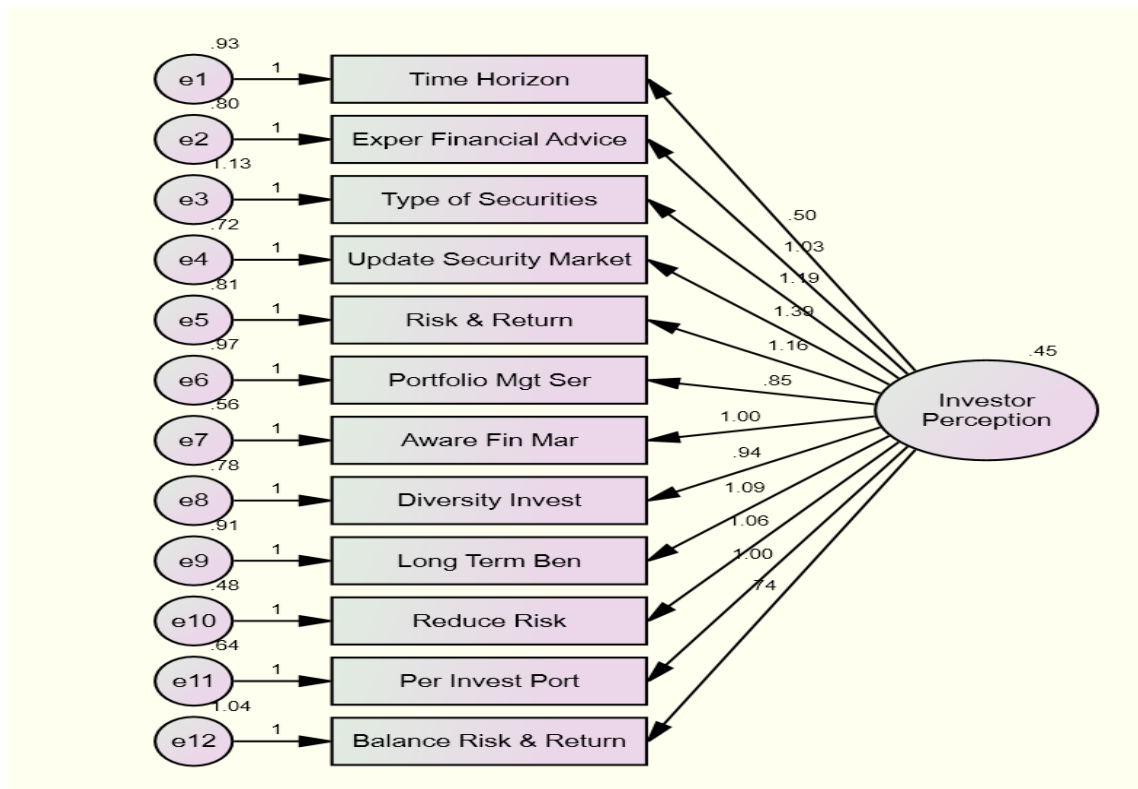 .93
e1 1 Time Horizon
.80
e2 1 Exper Financial Advice
1.13
e3 1 Type of Securities
.50
.72
e4 1 Update Security Market
1.03
.81
e5 1 Risk & Return
1.19
.97
e6 1 Portfolio Mgt Ser
1.39
1.16
.85
.45
.56
e7 1 Aware Fin Mar
1.00
Investor
Perception
.78
e8 1 Diversity Invest
.94
.91
e9 1 Long Term Ben
1.09
.48
e10 1 Reduce Risk
1.06
.64
e11 1 Per Invest Port
1.00
1.04
e12 1 Balance Risk & Return
.74